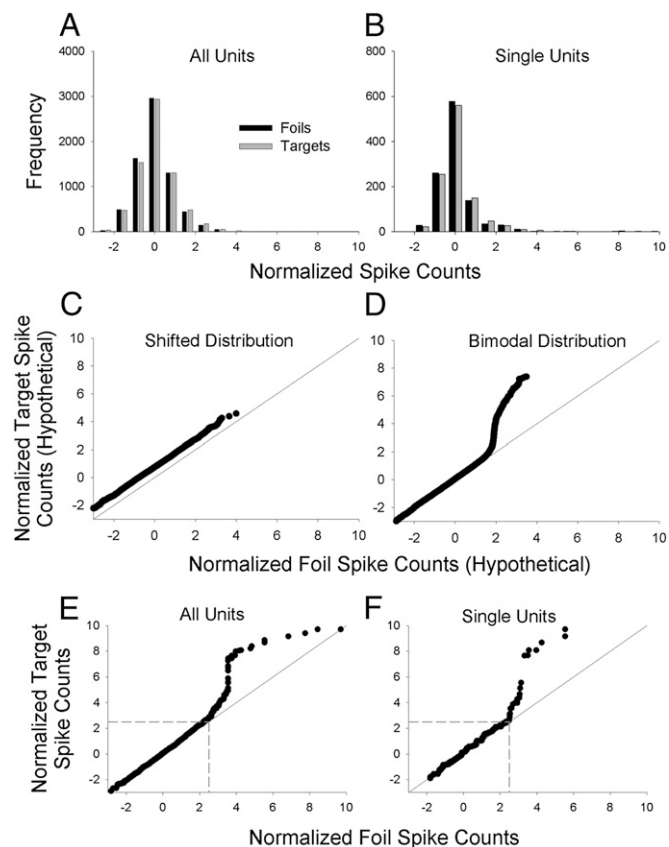 A
B
All Units
Single Units
4000
3000
2000
1000
0
800
600
400
200
0
Frequency
Foils
Targets
-2 0 2 4 6 8 10
-2 0 2 4 6 8 10
Normalized Spike Counts
C
D
Shifted Distribution
Bimodal Distribution
10
8
6
4
2
0
-2
10
8
6
4
2
0
-2
Normalized Target Spike
Counts (Hypothetical)
-2 0 2 4 6 8 10
-2 0 2 4 6 8 10
Normalized Foil Spike Counts (Hypothetical)
E
F
All Units
Single Units
10
8
6
4
2
0
-2
10
8
6
4
2
0
-2
Normalized Target
Spike Counts
-2 0 2 4 6 8 10
-2 0 2 4 6 8 10
Normalized Foil Spike Counts